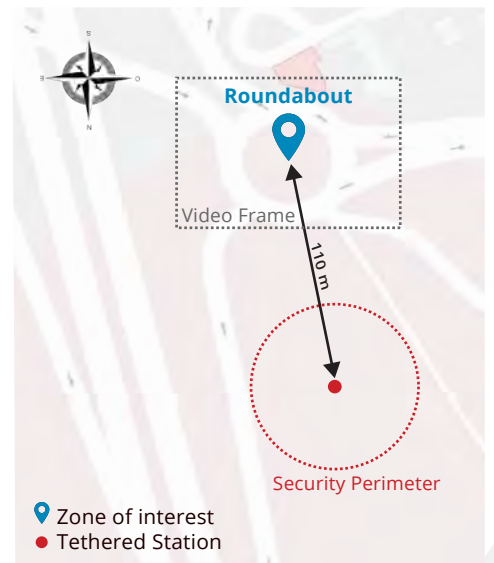 S
E
O
N
Roundabout
Video Frame
110 m
Security Perimeter
Zone of interest
Tethered Station